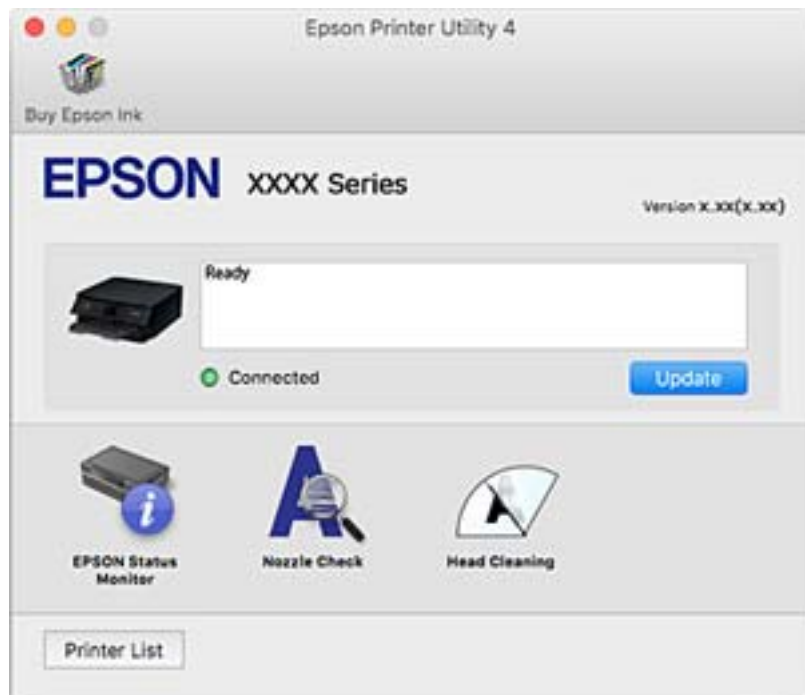 Epson Printer Utility 4
Buy Epson Ink
EPSON XXXX Series
Version x.xx(x.xx)
Ready
Connected
Update
EPSON Status
Monitor
Nozzle Check
Head Cleaning
Printer List